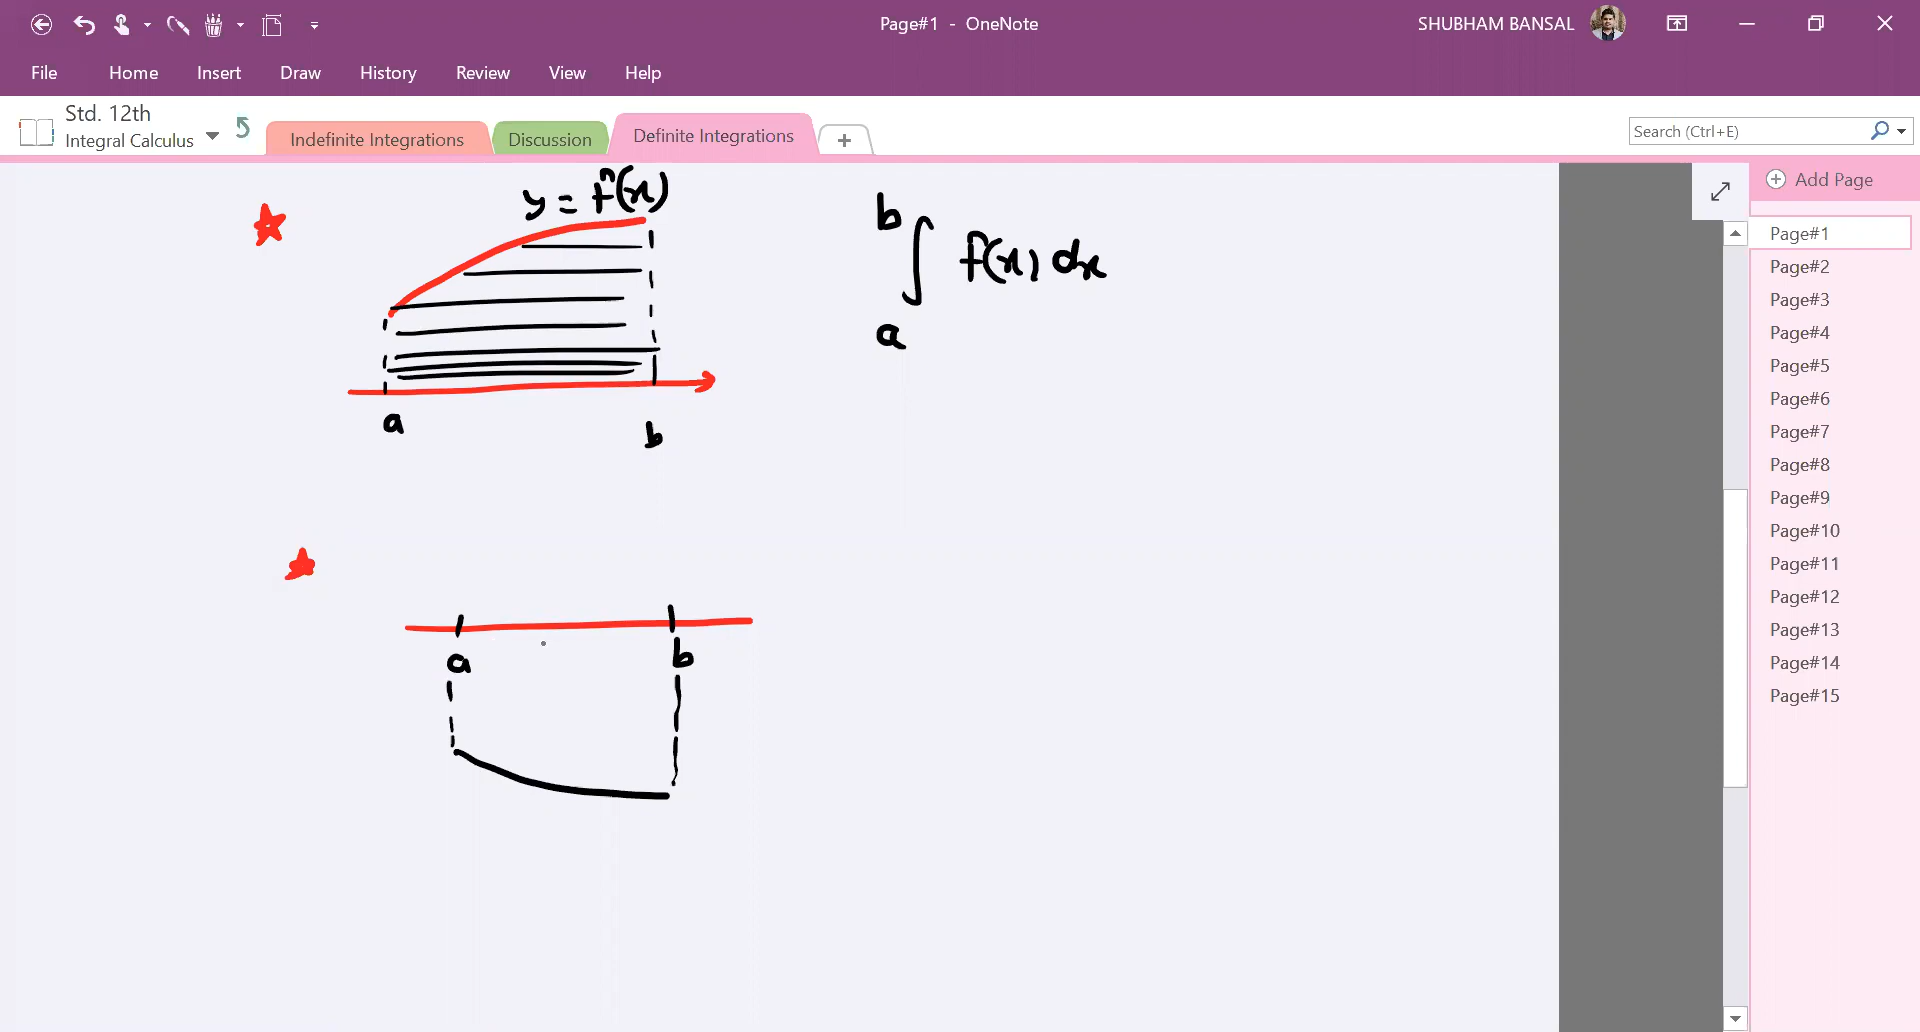 Page#1 - OneNote
SHUBHAM BANSAL
File Home Insert Draw History Review View Help
Std. 12th
Integral Calculus
Indefinite Integrations
Discussion
Definite Integrations
+
Search (Ctrl+E)
Add Page
Page#1
Page#2
Page#3
Page#4
Page#5
Page#6
Page#7
Page#8
Page#9
Page#10
Page#11
Page#12
Page#13
Page#14
Page#15
y = f(x)
a
b
b
∫ f(x) dx
a
a
b